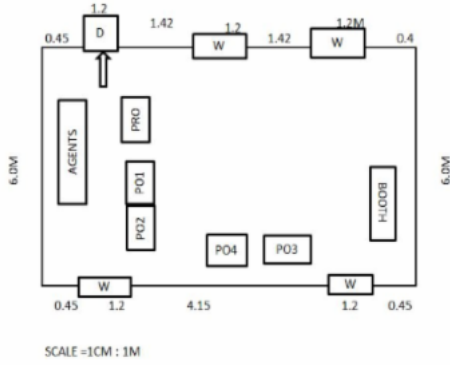 1.2
0.45 D 1.42 W 1.2 1.42 W 1.2M 0.4
6.0M
AGENTS
PRO
PO1
PO2
PO4
PO3
BOOTH
6.0M
W W
0.45 1.2 4.15 1.2 0.45
SCALE =1CM : 1M